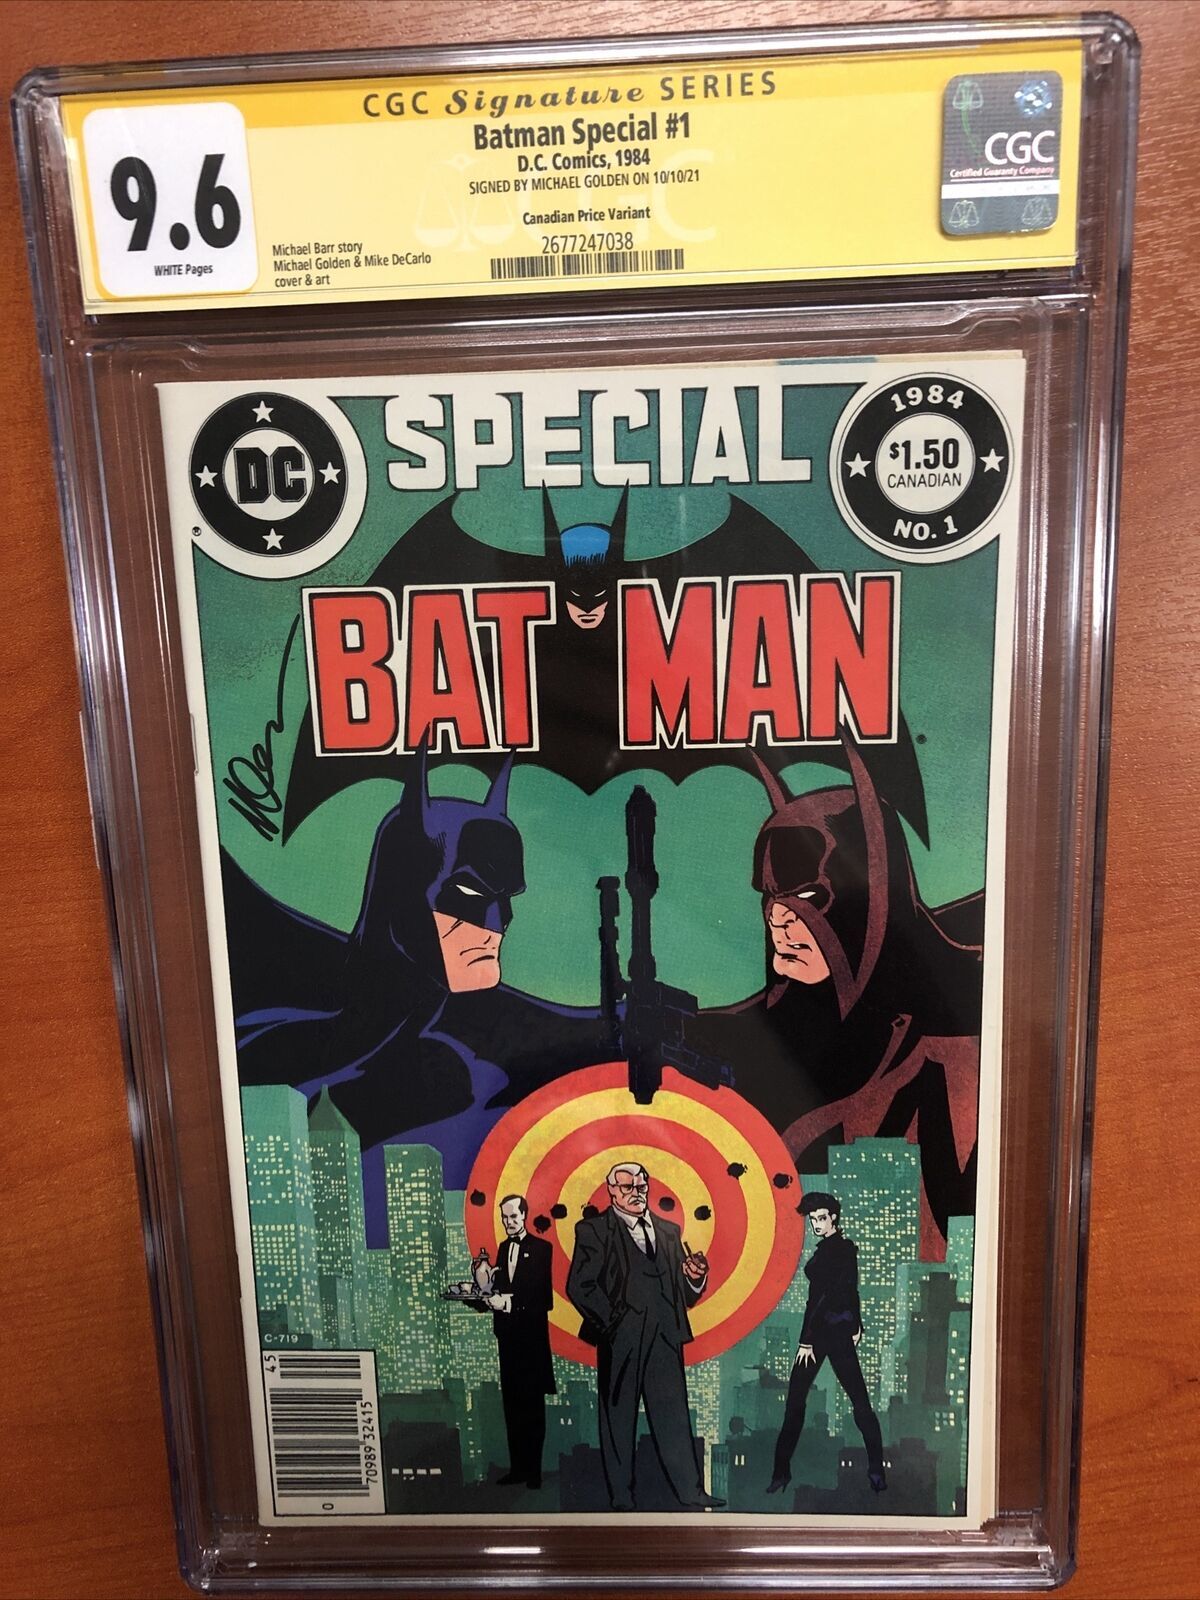 CGC Signature SERIES
Batman Special #1
D.C. Comics, 1984
SIGNED BY MICHAEL GOLDEN ON 10/10/21
Canadian Price Variant
2677247038
9.6
WHITE Pages
Michael Barr story
Michael Golden & Mike DeCarlo
cover & art
CGC
Certified Guaranty Company
DC
SPECIAL
1984
$1.50
CANADIAN
NO. 1
BATMAN
C-719
45
70989 32415
0